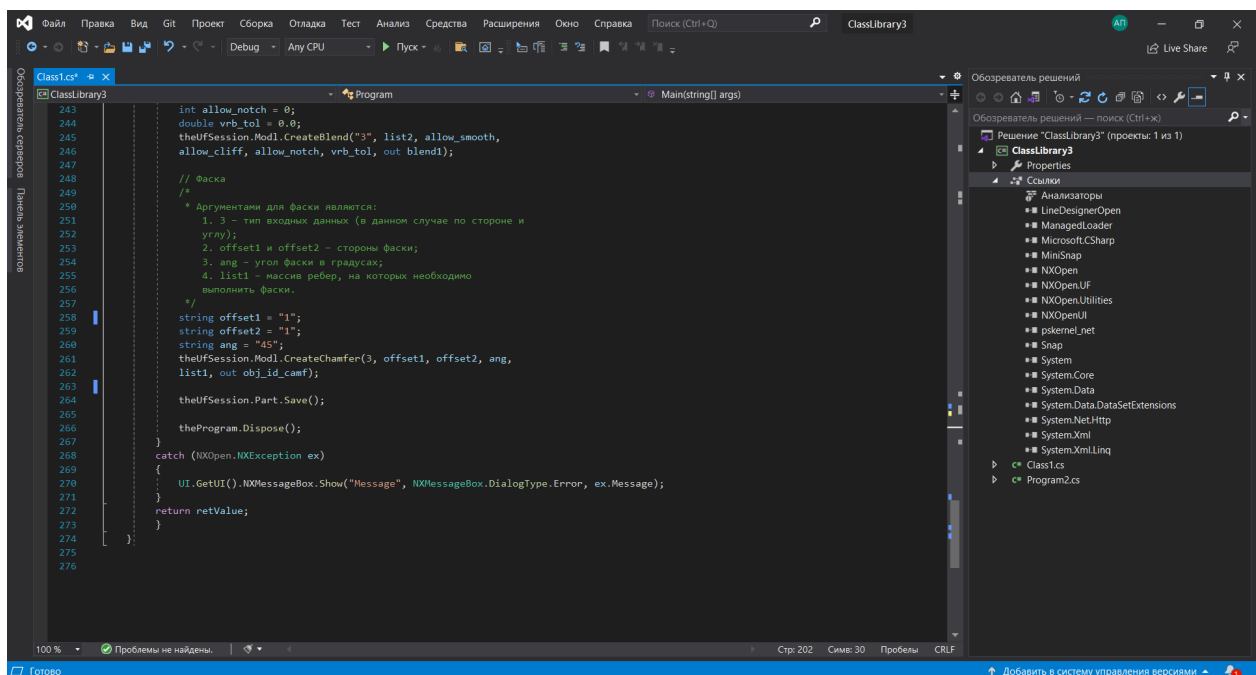 Файл Правка Вид Git Проект Сборка Отладка Тест Анализ Средства Расширения Окно Справка Поиск (Ctrl+Q) ClassLibrary3 АП
Debug Any CPU Пуск Live Share
Обозреватель серверов
Панель элементов
Class1.cs*
ClassLibrary3 Program Main(string[] args)
243 int allow_notch = 0;
244 double vrb_tol = 0.0;
245 theUfSession.Modl.CreateBlend("3", list2, allow_smooth,
246 allow_cliff, allow_notch, vrb_tol, out blend1);
247
248 // Фаска
249 /*
250 * Аргументами для фаски являются:
251 1. 3 – тип входных данных (в данном случае по стороне и
252 углу);
253 2. offset1 и offset2 – стороны фаски;
254 3. ang – угол фаски в градусах;
255 4. list1 – массив ребер, на которых необходимо
256 выполнить фаски.
257 */
258 string offset1 = "1";
259 string offset2 = "1";
260 string ang = "45";
261 theUfSession.Modl.CreateChamfer(3, offset1, offset2, ang,
262 list1, out obj_id_camf);
263
264 theUfSession.Part.Save();
265
266 theProgram.Dispose();
267 }
268 catch (NXOpen.NXException ex)
269 {
270 UI.GetUI().NXMessageBox.Show("Message", NXMessageBox.DialogType.Error, ex.Message);
271 }
272 return retValue;
273 }
274 }
275
276
100 % Проблемы не найдены. Стр: 202 Симв: 30 Пробелы CRLF
Обозреватель решений
Обозреватель решений — поиск (Ctrl+ж)
Решение "ClassLibrary3" (проекты: 1 из 1)
ClassLibrary3
Properties
Ссылки
Анализаторы
LineDesignerOpen
ManagedLoader
Microsoft.CSharp
MiniSnap
NXOpen
NXOpen.UF
NXOpen.Utilities
NXOpenUI
pskernel_net
Snap
System
System.Core
System.Data
System.Data.DataSetExtensions
System.Net.Http
System.Xml
System.Xml.Linq
Class1.cs
Program2.cs
Готово Добавить в систему управления версиями